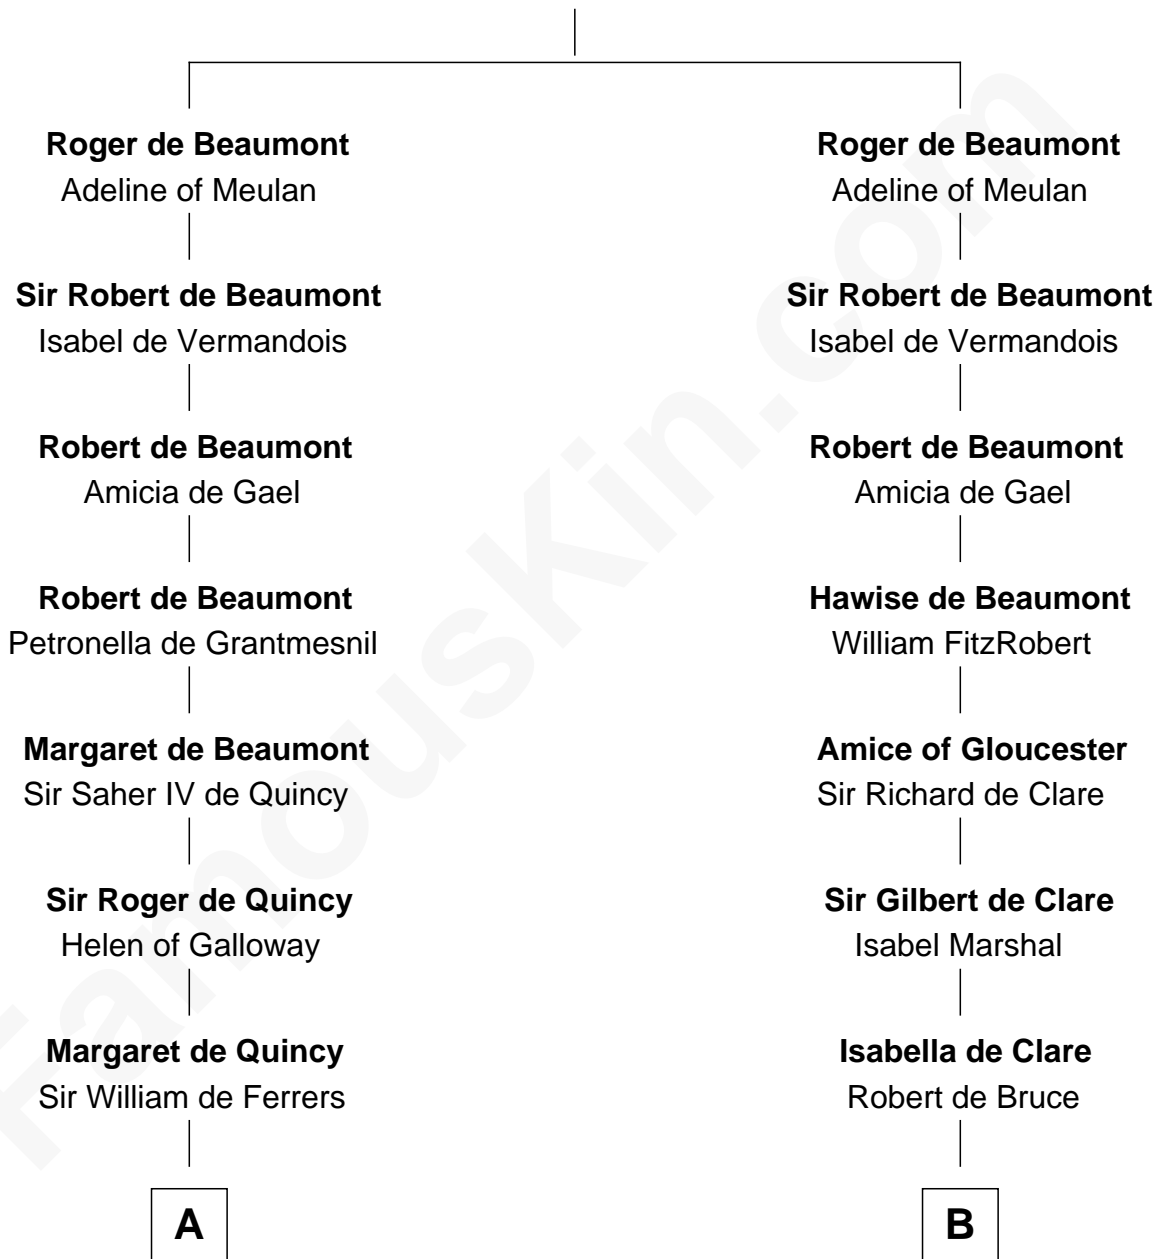 Roger de Beaumont
Adeline of Meulan
Sir Robert de Beaumont
Isabel de Vermandois
Robert de Beaumont
Amicia de Gael
Robert de Beaumont
Petronella de Grantmesnil
Margaret de Beaumont
Sir Saher IV de Quincy
Sir Roger de Quincy
Helen of Galloway
Margaret de Quincy
Sir William de Ferrers
A
Roger de Beaumont
Adeline of Meulan
Sir Robert de Beaumont
Isabel de Vermandois
Robert de Beaumont
Amicia de Gael
Hawise de Beaumont
William FitzRobert
Amice of Gloucester
Sir Richard de Clare
Sir Gilbert de Clare
Isabel Marshal
Isabella de Clare
Robert de Bruce
B
FamousKin.com